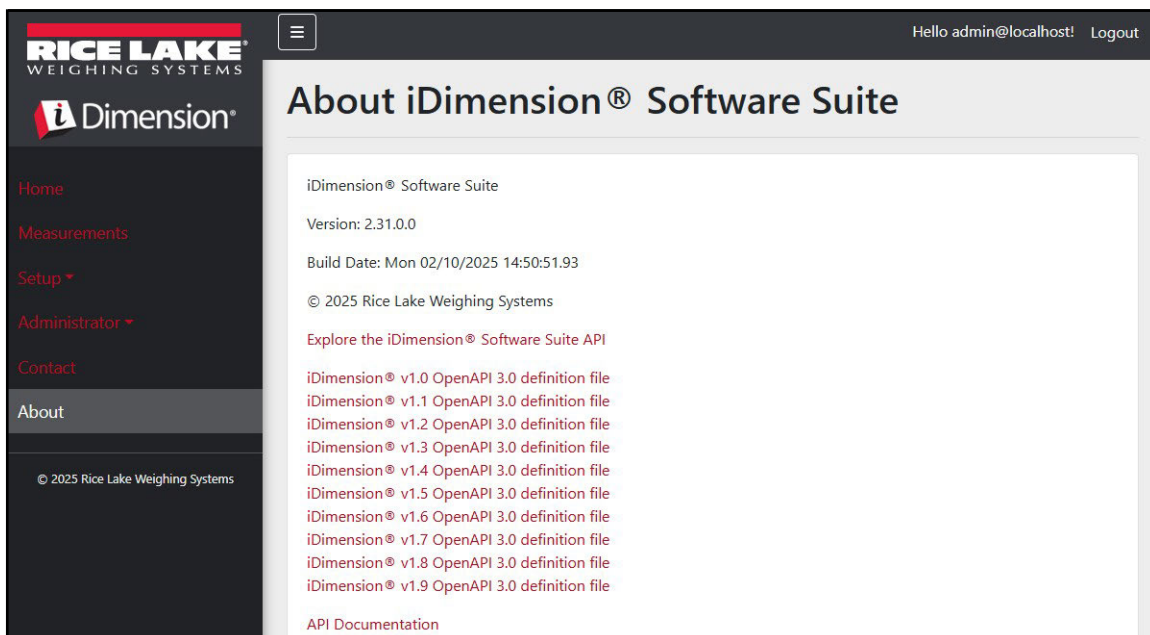 RICE LAKE®
WEIGHING SYSTEMS
i Dimension®
Home
Measurements
Setup
Administrator
Contact
About
© 2025 Rice Lake Weighing Systems
Hello admin@localhost! Logout
About iDimension® Software Suite
iDimension® Software Suite
Version: 2.31.0.0
Build Date: Mon 02/10/2025 14:50:51.93
© 2025 Rice Lake Weighing Systems
Explore the iDimension® Software Suite API
iDimension® v1.0 OpenAPI 3.0 definition file
iDimension® v1.1 OpenAPI 3.0 definition file
iDimension® v1.2 OpenAPI 3.0 definition file
iDimension® v1.3 OpenAPI 3.0 definition file
iDimension® v1.4 OpenAPI 3.0 definition file
iDimension® v1.5 OpenAPI 3.0 definition file
iDimension® v1.6 OpenAPI 3.0 definition file
iDimension® v1.7 OpenAPI 3.0 definition file
iDimension® v1.8 OpenAPI 3.0 definition file
iDimension® v1.9 OpenAPI 3.0 definition file
API Documentation